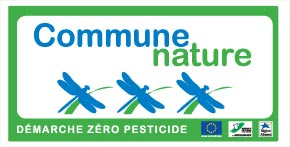 Commune
nature
DÉMARCHE ZÉRO PESTICIDE